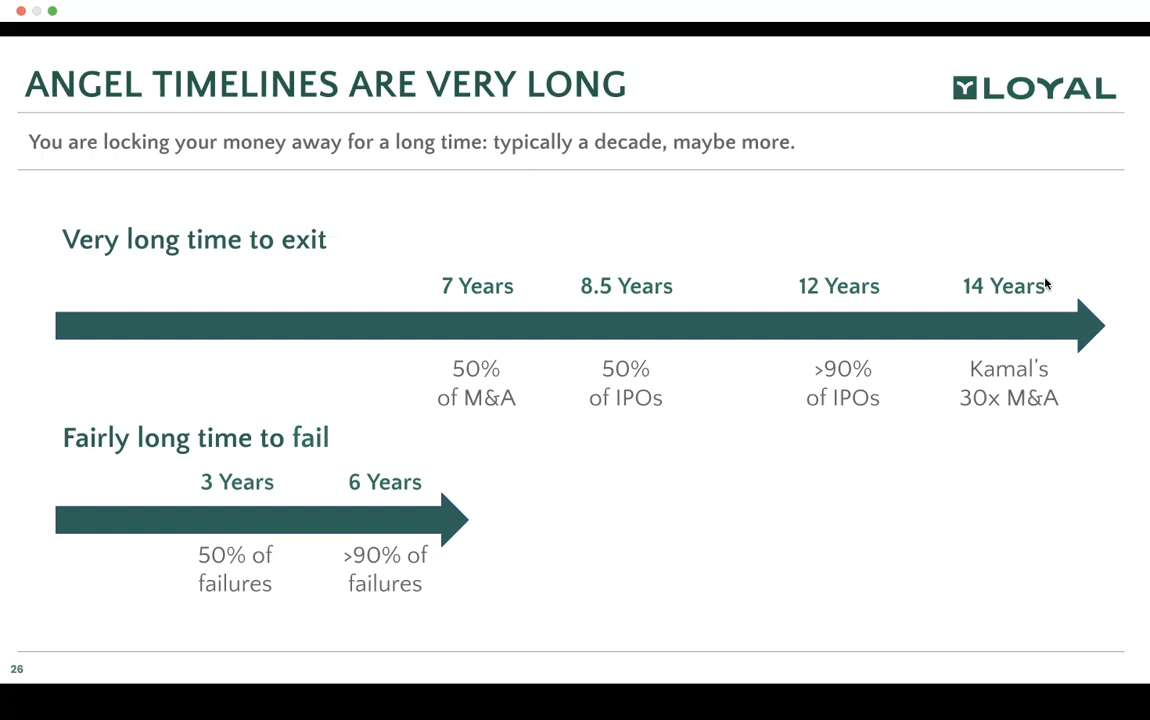 ANGEL TIMELINES ARE VERY LONG
LOYAL
You are locking your money away for a long time: typically a decade, maybe more.
Very long time to exit
7 Years
8.5 Years
12 Years
14 Years
50%
of M&A
50%
of IPOs
>90%
of IPOs
Kamal's
30x M&A
Fairly long time to fail
3 Years
6 Years
50% of
failures
>90% of
failures
26